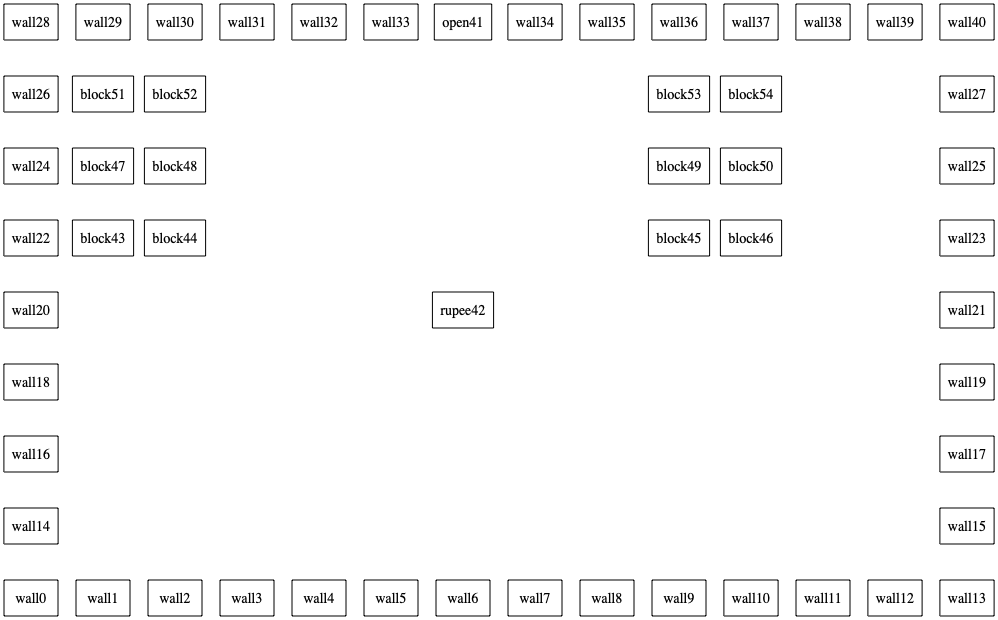 wall28 wall29 wall30 wall31 wall32 wall33 open41 wall34 wall35 wall36 wall37 wall38 wall39 wall40
wall26 block51 block52 block53 block54 wall27
wall24 block47 block48 block49 block50 wall25
wall22 block43 block44 block45 block46 wall23
wall20 rupee42 wall21
wall18 wall19
wall16 wall17
wall14 wall15
wall0 wall1 wall2 wall3 wall4 wall5 wall6 wall7 wall8 wall9 wall10 wall11 wall12 wall13